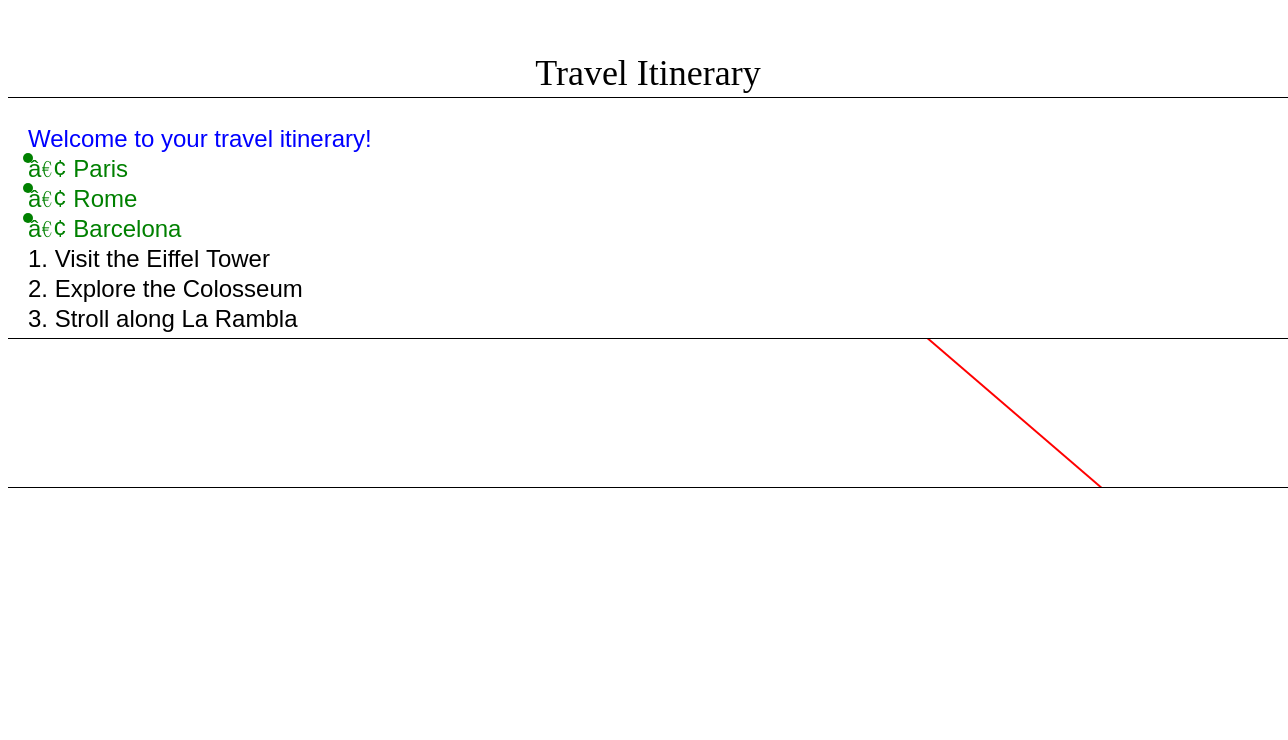 Travel Itinerary
Welcome to your travel itinerary!
â€¢ Paris
â€¢ Rome
â€¢ Barcelona
1. Visit the Eiffel Tower
2. Explore the Colosseum
3. Stroll along La Rambla